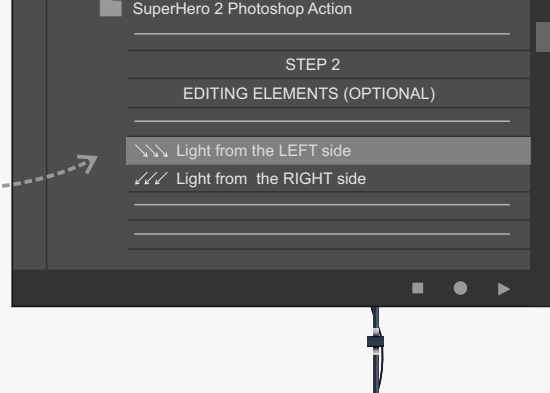 SuperHero 2 Photoshop Action
STEP 2
EDITING ELEMENTS (OPTIONAL)
↘↘↘ Light from the LEFT side
↙↙↙ Light from  the RIGHT side